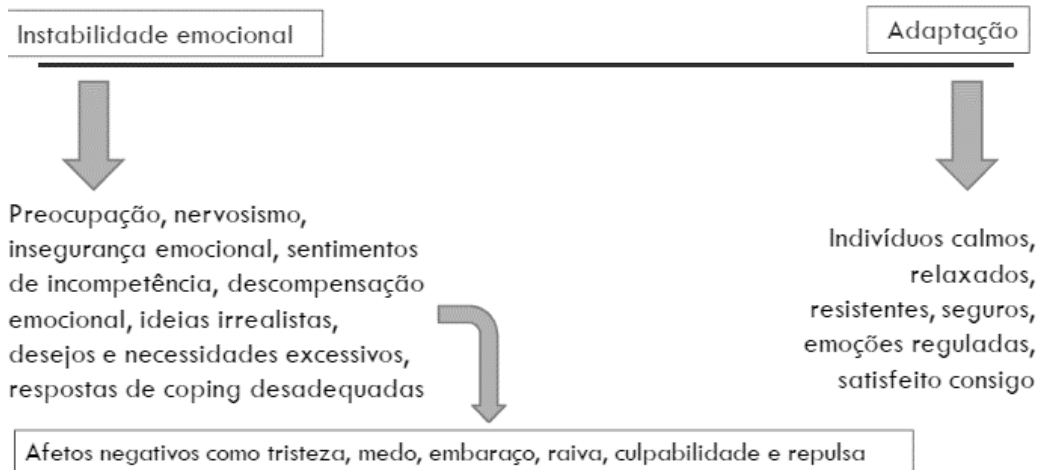 Instabilidade emocional
Adaptação
Preocupação, nervosismo,
insegurança emocional, sentimentos
de incompetência, descompensação
emocional, ideias irrealistas,
desejos e necessidades excessivos,
respostas de coping desadequadas
Indivíduos calmos,
relaxados,
resistentes, seguros,
emoções reguladas,
satisfeito consigo
Afetos negativos como tristeza, medo, embaraço, raiva, culpabilidade e repulsa